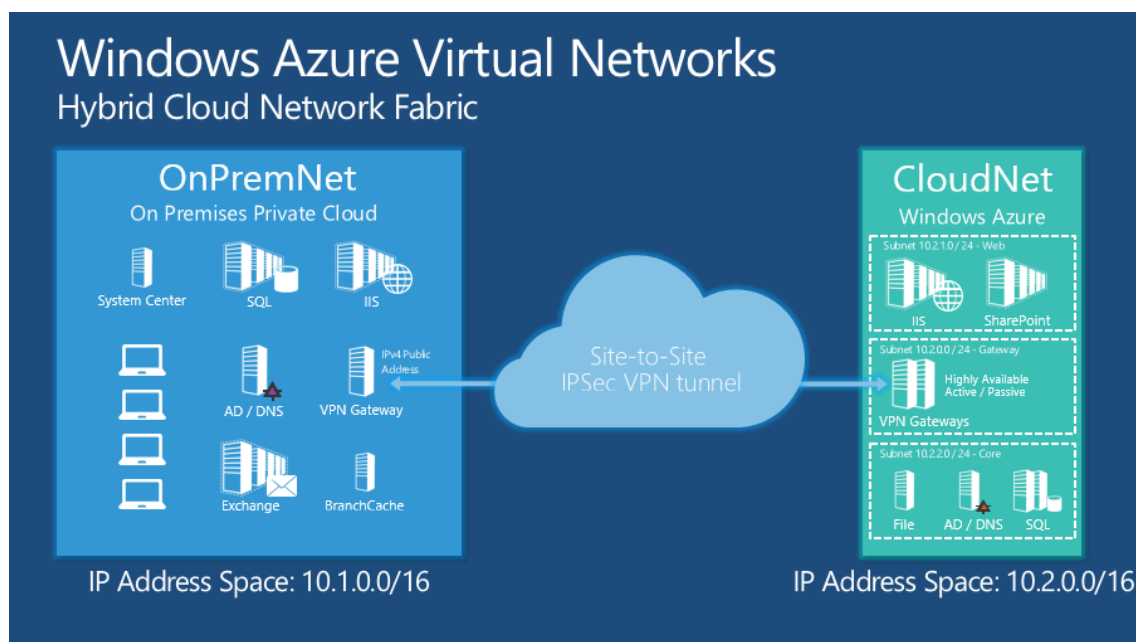 Windows Azure Virtual Networks
Hybrid Cloud Network Fabric
OnPremNet
On Premises Private Cloud
System Center
SQL
IIS
AD / DNS
IPv4 Public
Address
VPN Gateway
Exchange
BranchCache
IP Address Space: 10.1.0.0/16
Site-to-Site
IPSec VPN tunnel
CloudNet
Windows Azure
Subnet 10.2.1.0 / 24 - Web
IIS
SharePoint
Subnet 10.2.0.0 / 24 - Gateway
Highly Available
Active / Passive
VPN Gateways
Subnet 10.2.2.0 / 24 - Core
File
AD / DNS
SQL
IP Address Space: 10.2.0.0/16